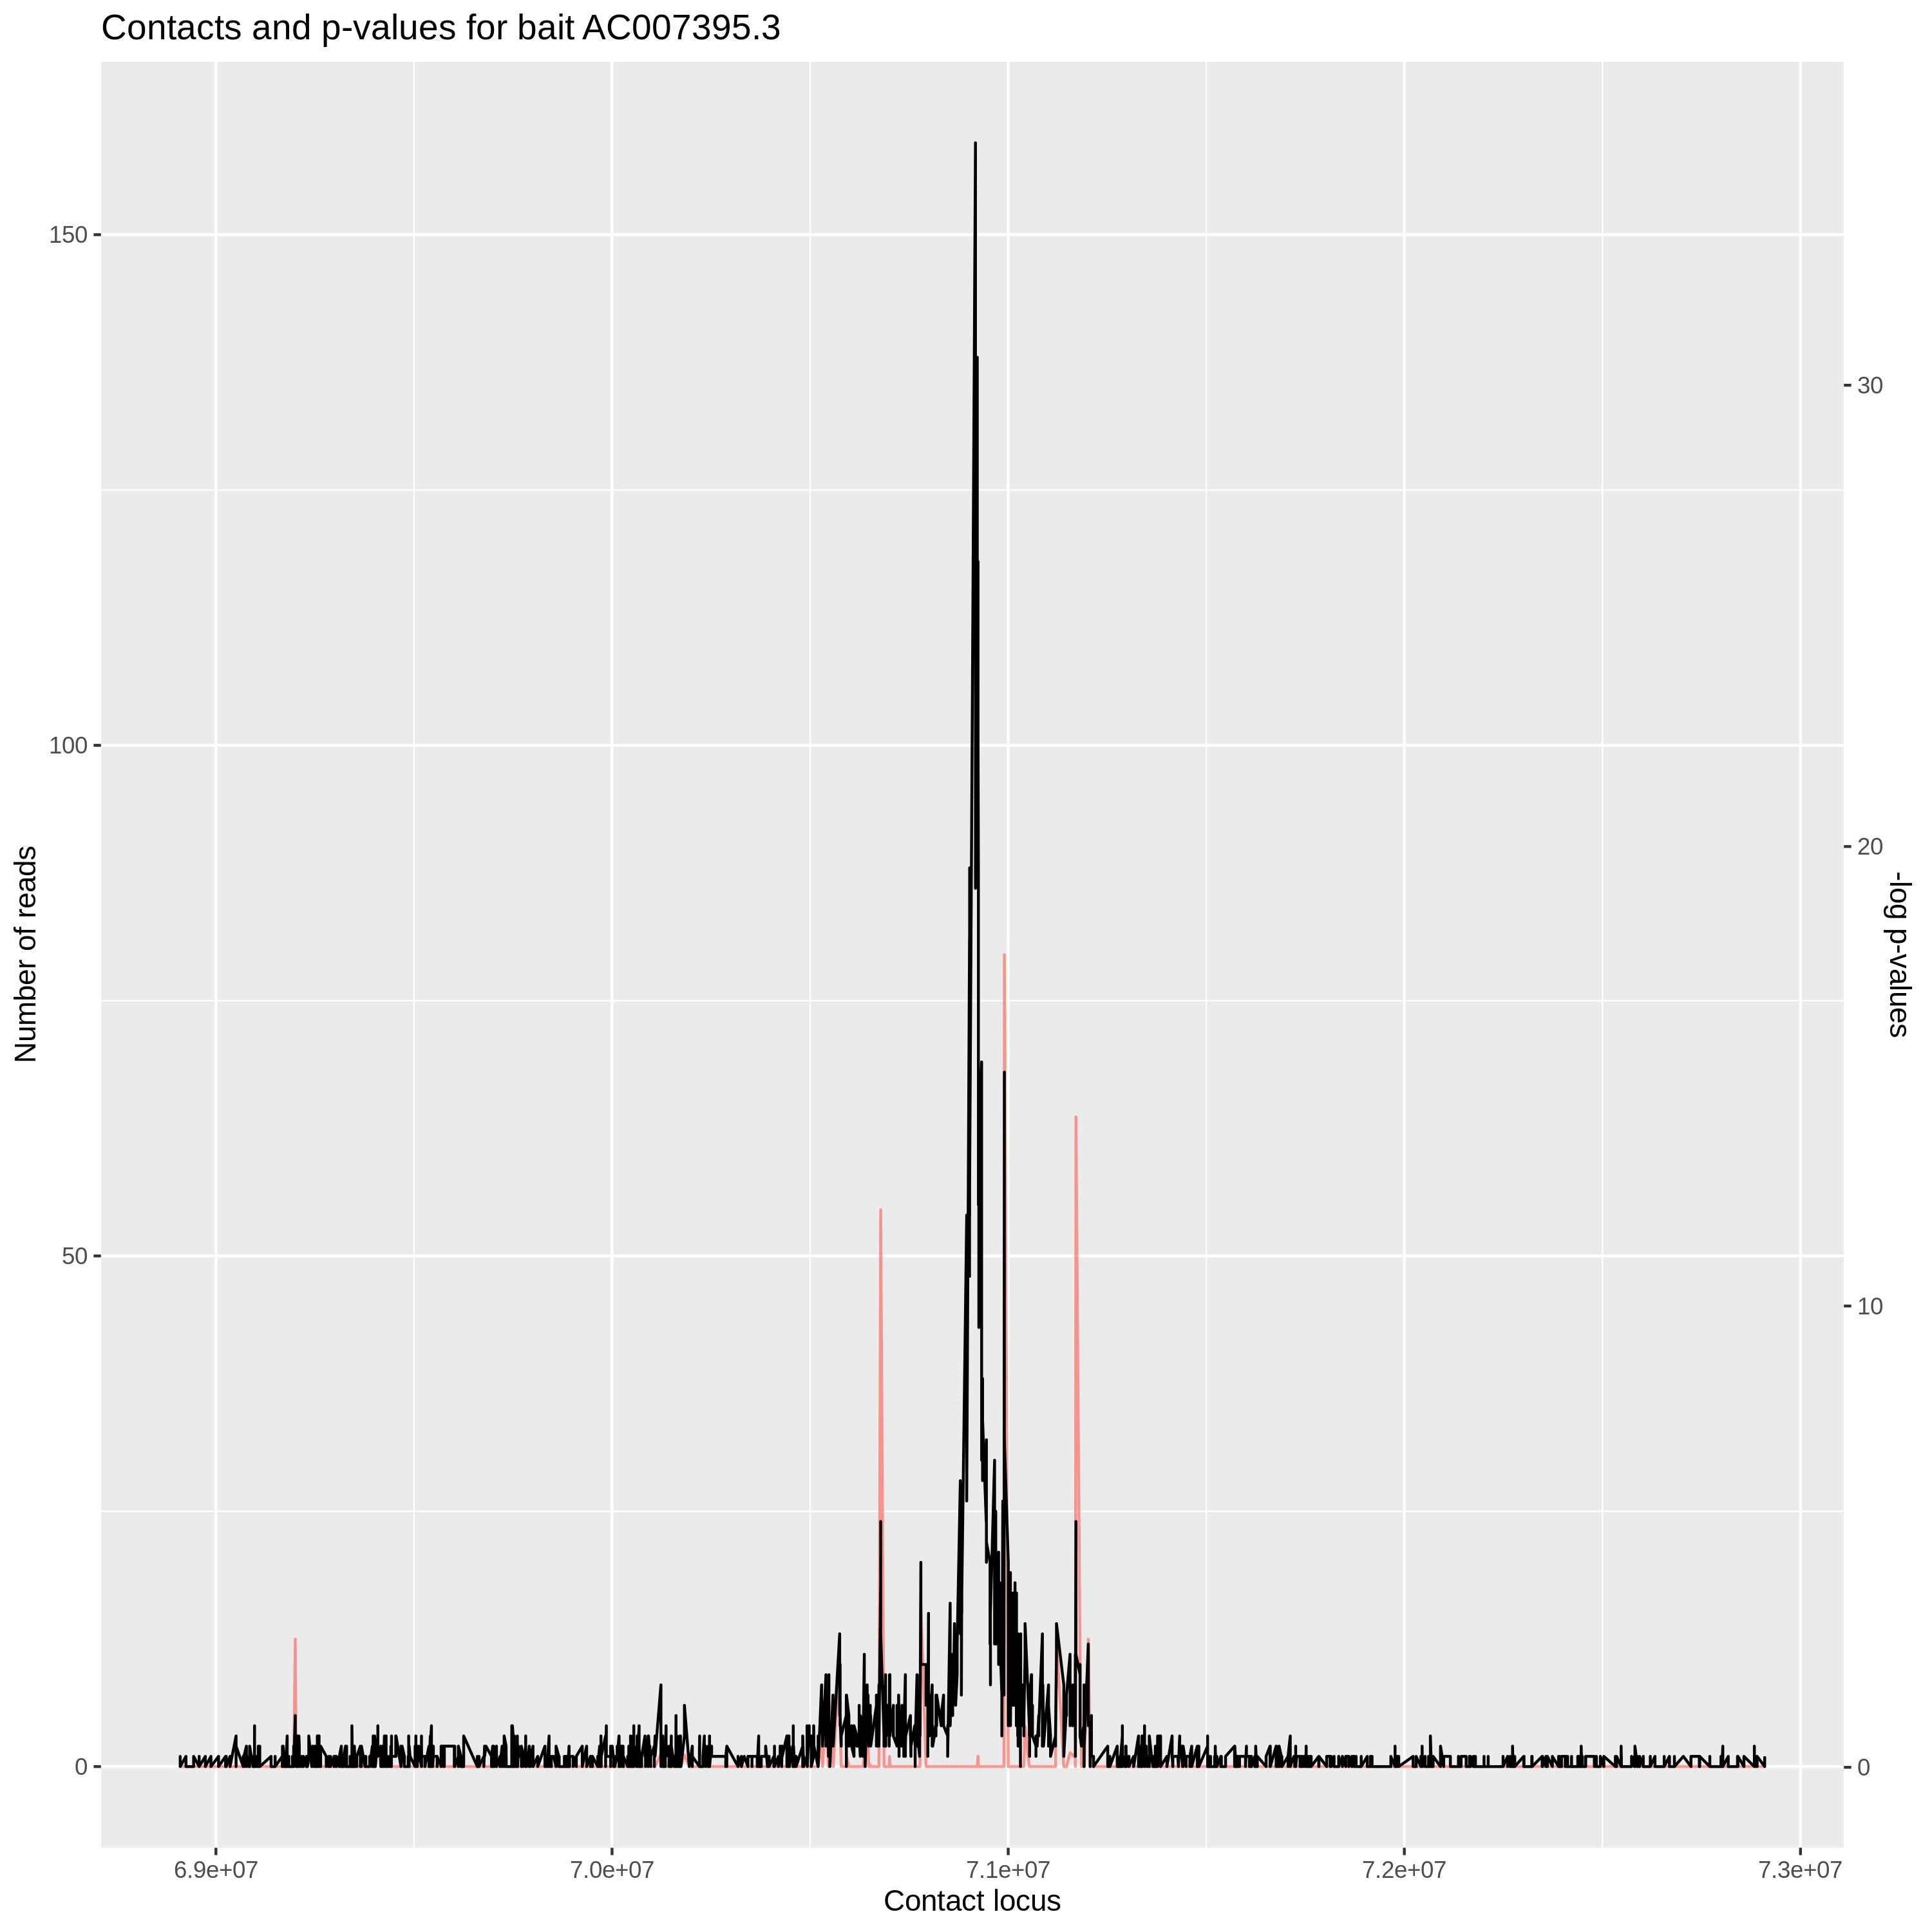 Contacts and p-values for bait AC007395.3
150
100
50
0
30
20
10
0
Number of reads
-log p-values
6.9e+07 7.0e+07 7.1e+07 7.2e+07 7.3e+07
Contact locus